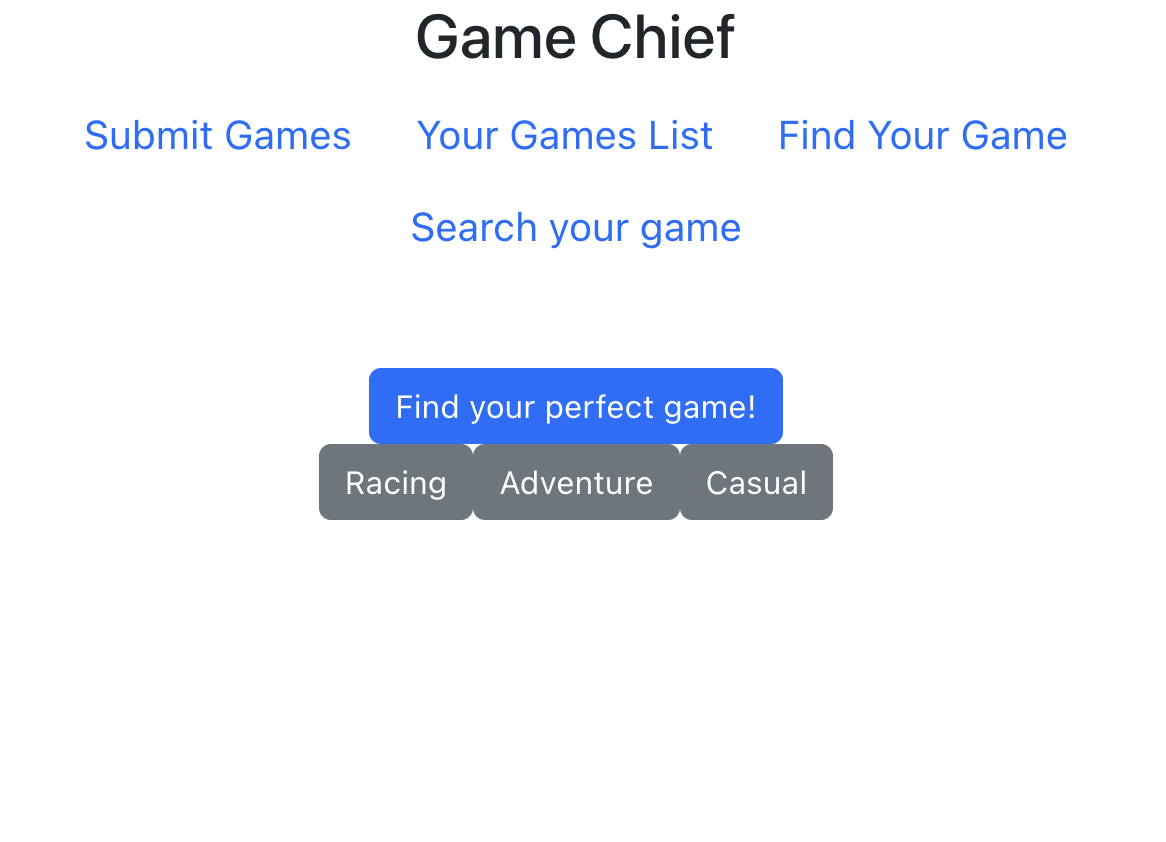 Game Chief
Submit Games Your Games List Find Your Game
Search your game
Find your perfect game!
Racing Adventure Casual